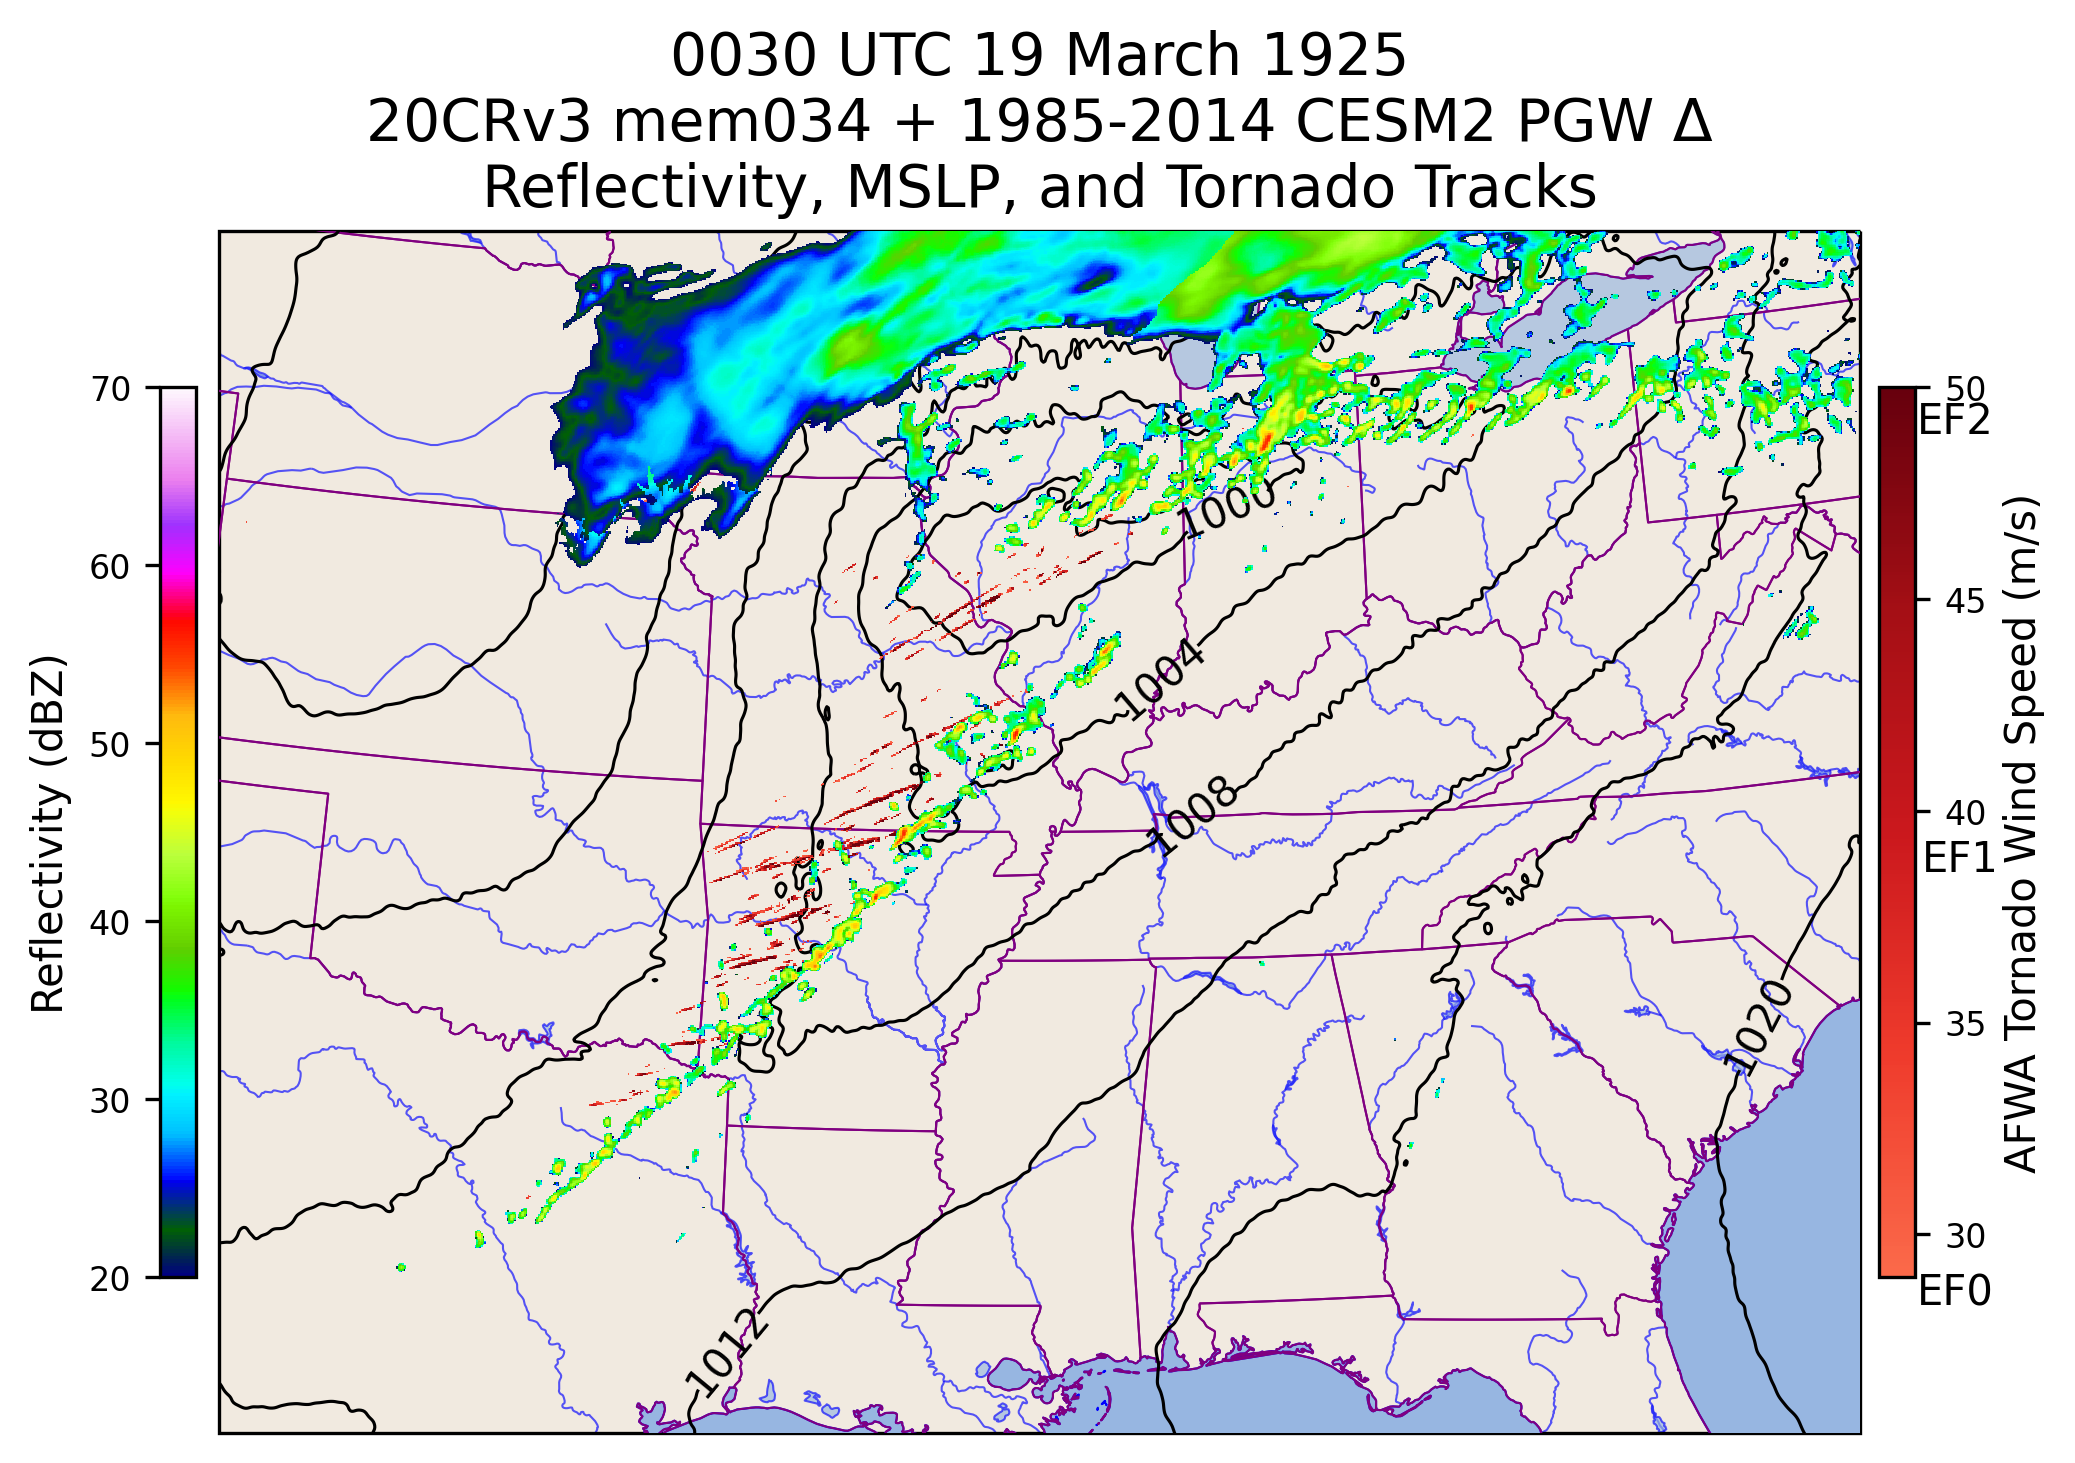 0030 UTC 19 March 1925
20CRv3 mem034 + 1985-2014 CESM2 PGW Δ
Reflectivity, MSLP, and Tornado Tracks
70
60
50
40
30
20
Reflectivity (dBZ)
1000
1004
1008
1012
1020
50
EF2
45
40
EF1
35
30
EF0
AFWA Tornado Wind Speed (m/s)